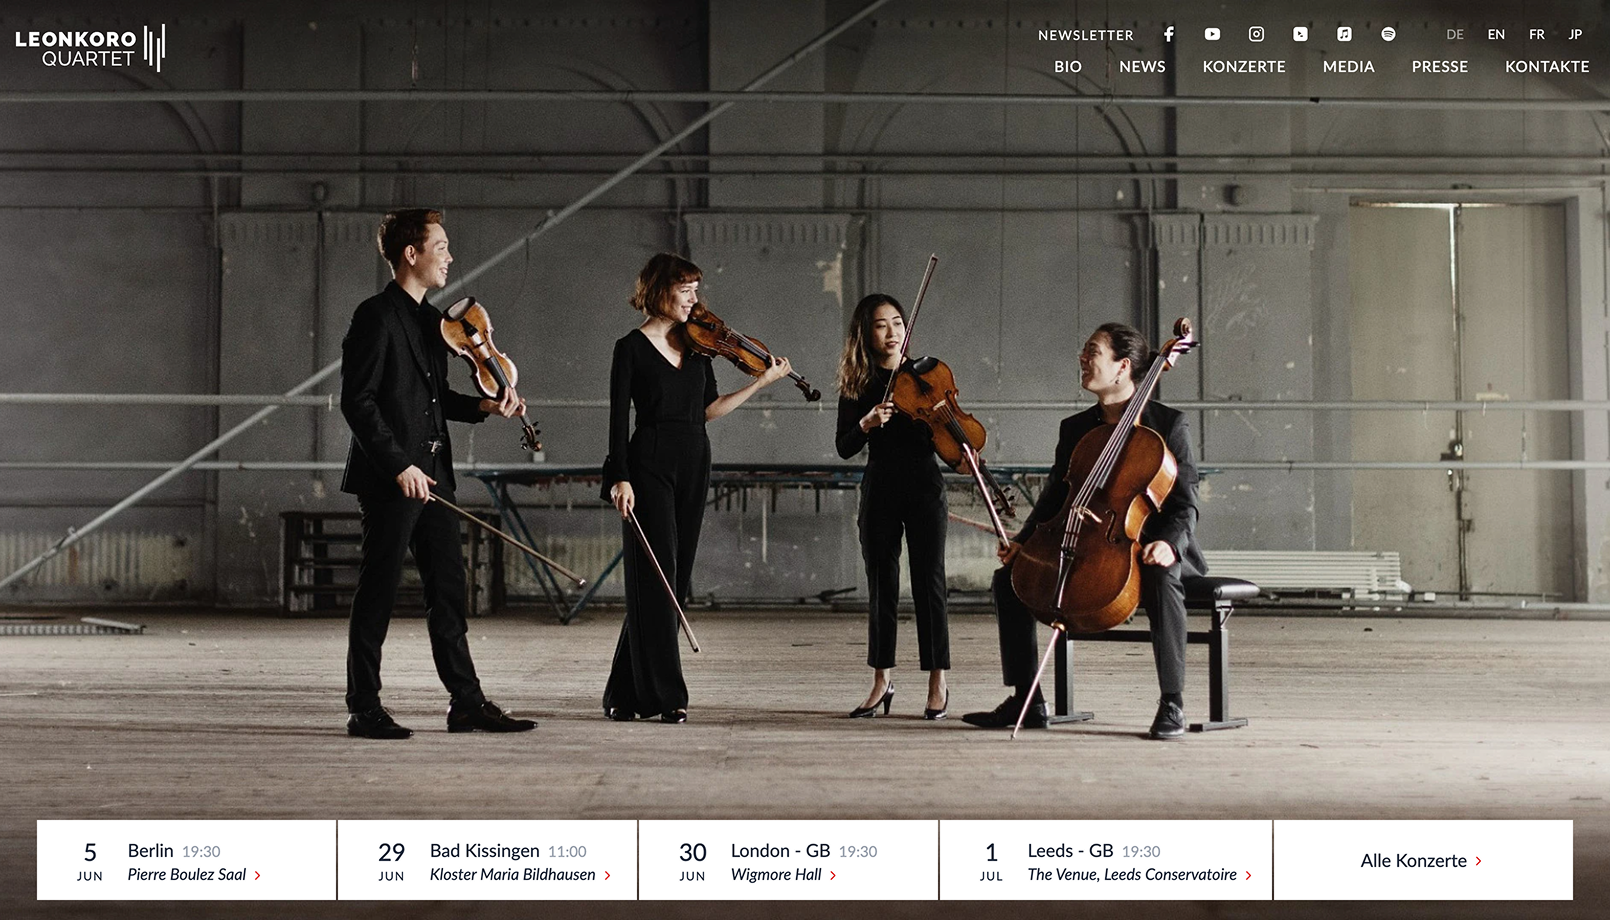 LEONKORO
QUARTET
NEWSLETTER
DE EN FR JP
BIO NEWS KONZERTE MEDIA PRESSE KONTAKTE
5 JUN
Berlin 19:30
Pierre Boulez Saal
29 JUN
Bad Kissingen 11:00
Kloster Maria Bildhausen
30 JUN
London - GB 19:30
Wigmore Hall
1 JUL
Leeds - GB 19:30
The Venue, Leeds Conservatoire
Alle Konzerte